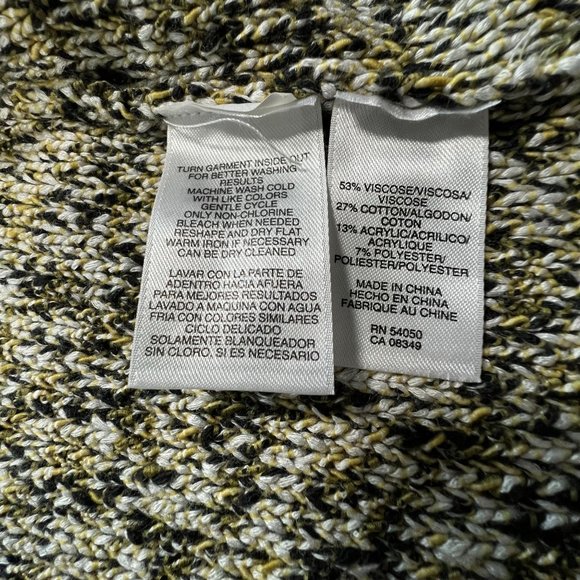 TURN GARMENT INSIDE OUT
FOR BETTER WASHING
RESULTS
MACHINE WASH COLD
WITH LIKE COLORS
GENTLE CYCLE
ONLY NON-CHLORINE
BLEACH WHEN NEEDED
RESHAPE AND DRY FLAT
WARM IRON IF NECESSARY
CAN BE DRY CLEANED
LAVAR CON LA PARTE DE
ADENTRO HACIA AFUERA
PARA MEJORES RESULTADOS
LAVADO A MAQUINA CON AGUA
FRIA CON COLORES SIMILARES
CICLO DELICADO
SOLAMENTE BLANQUEADOR
SIN CLORO, SI ES NECESARIO
53% VISCOSE/VISCOSA/
VISCOSE
27% COTTON/ALGODON/
COTON
13% ACRYLIC/ACRILICO/
ACRYLIQUE
7% POLYESTER/
POLIESTER/POLYESTER
MADE IN CHINA
HECHO EN CHINA
FABRIQUE AU CHINE
RN 54050
CA 08349